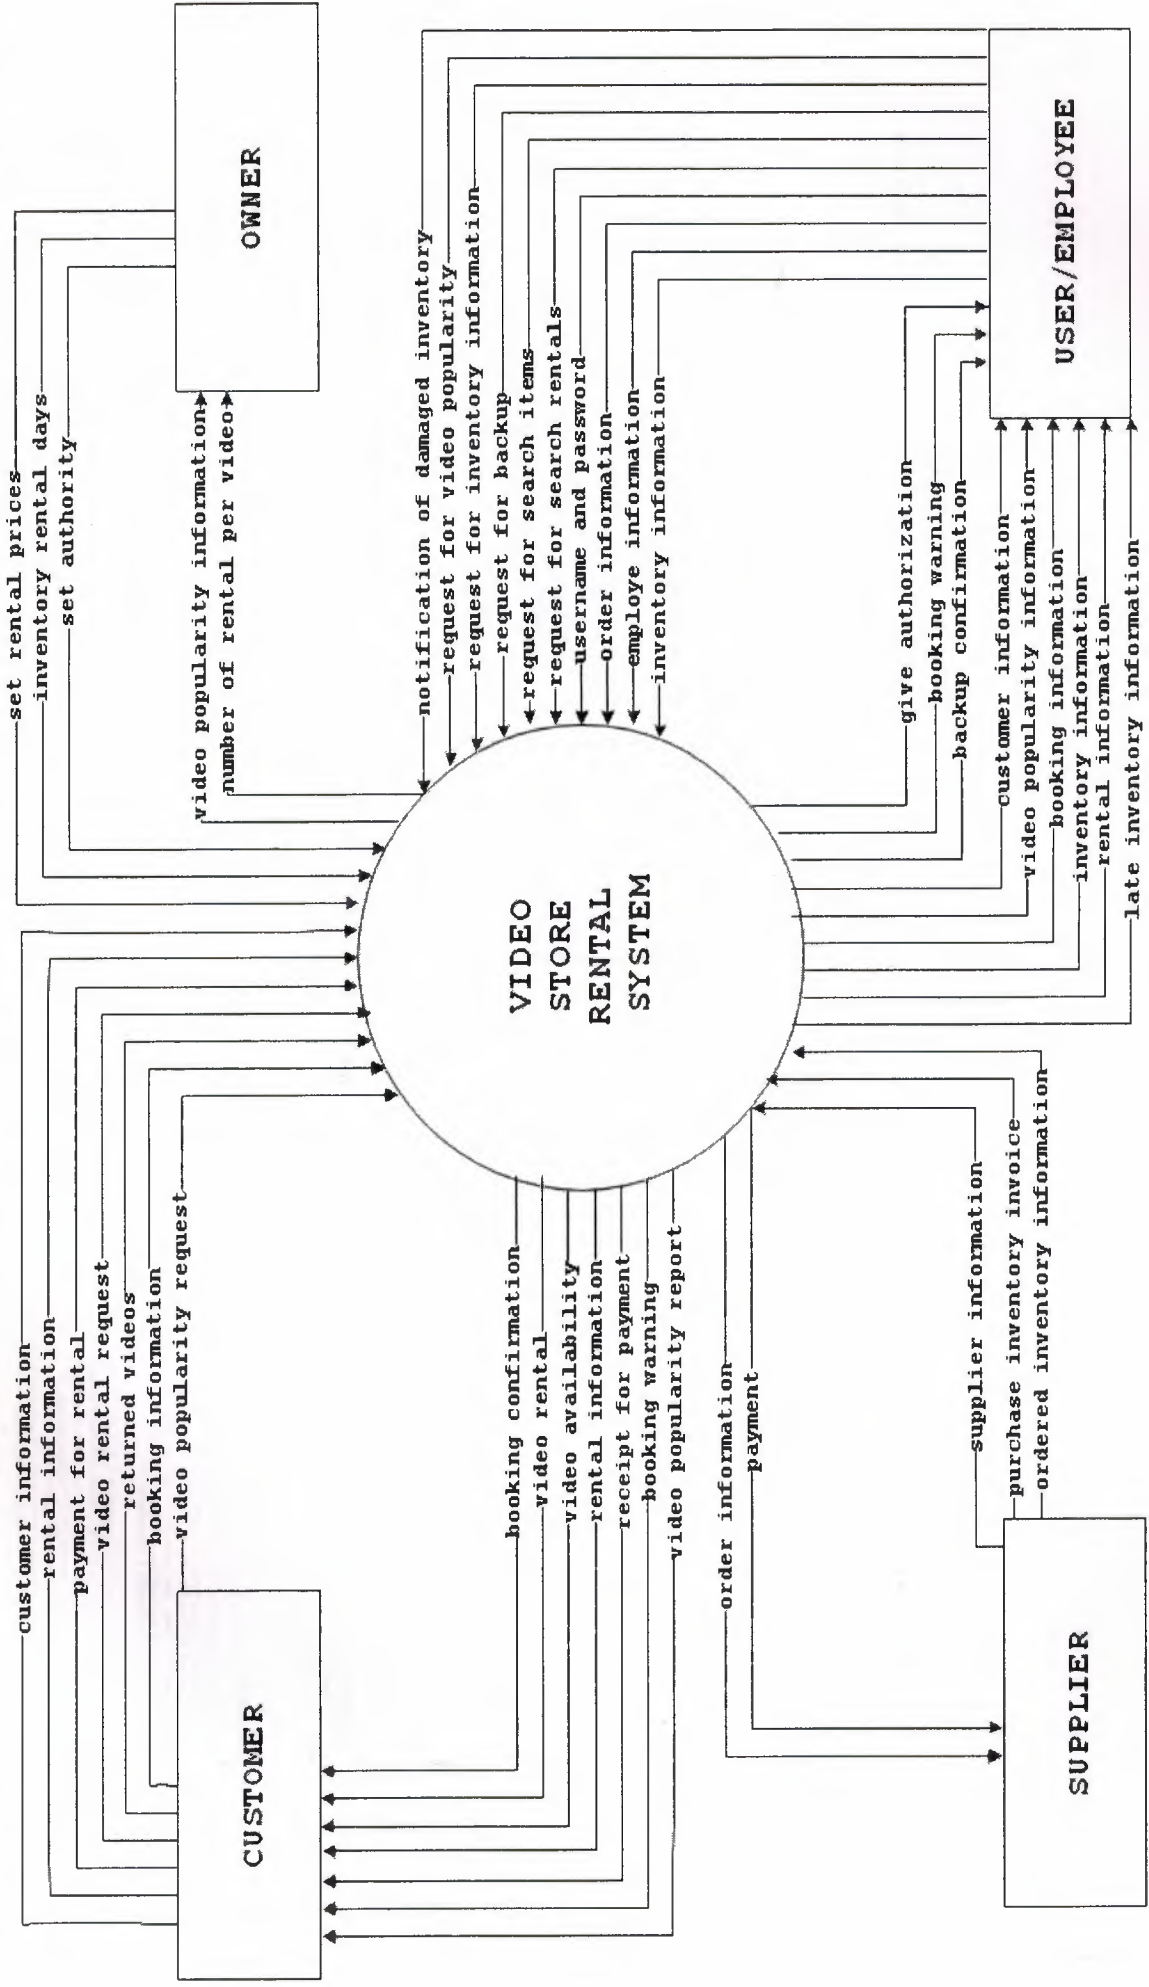 customer information
rental information
payment for rental
video rental request
returned videos
booking information
video popularity request
set rental prices
inventory rental days
set authority
video popularity information
number of rental per video
CUSTOMER
OWNER
notification of damaged inventory
request for video popularity
request for inventory information
request for backup
request for search items
request for search rentals
username and password
order information
employe information
inventory information
VIDEO
STORE
RENTAL
SYSTEM
booking confirmation
video rental
video availability
rental information
receipt for payment
booking warning
video popularity report
order information
payment
supplier information
purchase inventory invoice
ordered inventory information
give authorization
booking warning
backup confirmation
customer information
video popularity information
booking information
inventory information
rental information
late inventory information
SUPPLIER
USER/EMPLOYEE